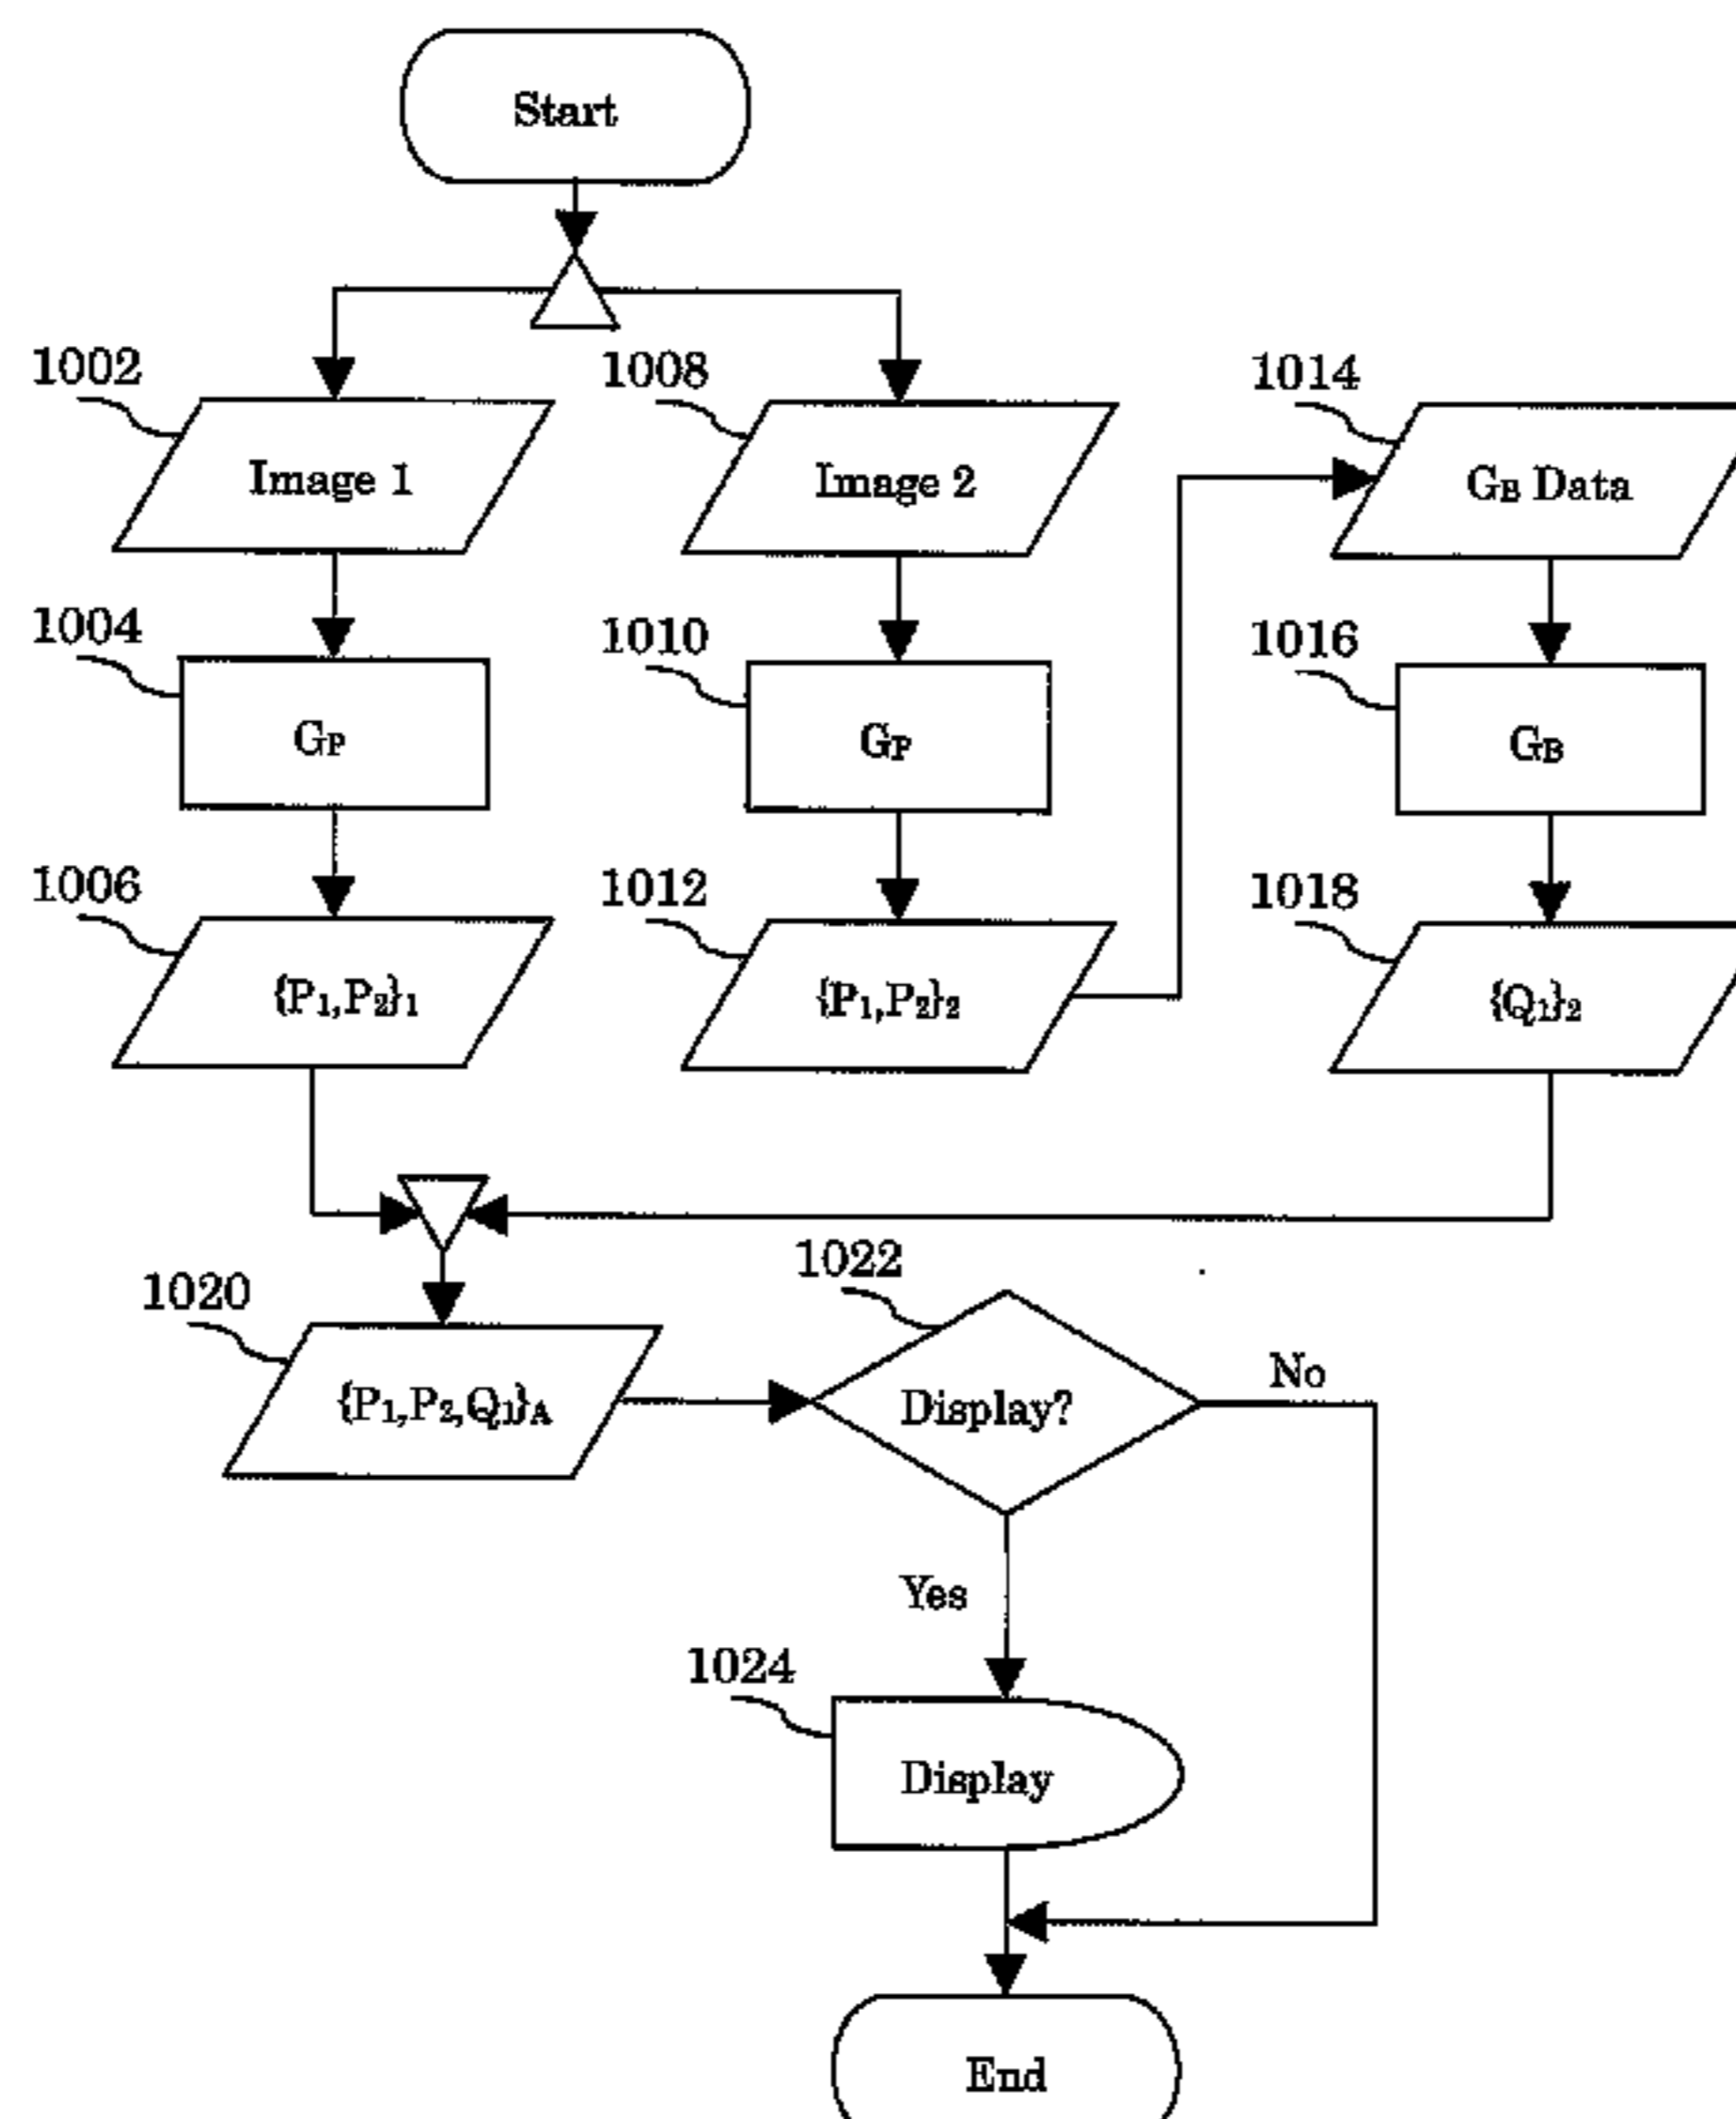 Start
1002
1008
1014
Image 1
Image 2
GB Data
1004
1010
1016
GP
GP
GB
1006
1012
1018
{P1,P2}1
{P1,P2}2
{Q1}2
1020
1022
{P1,P2,Q1}A
Display?
No
Yes
1024
Display
End